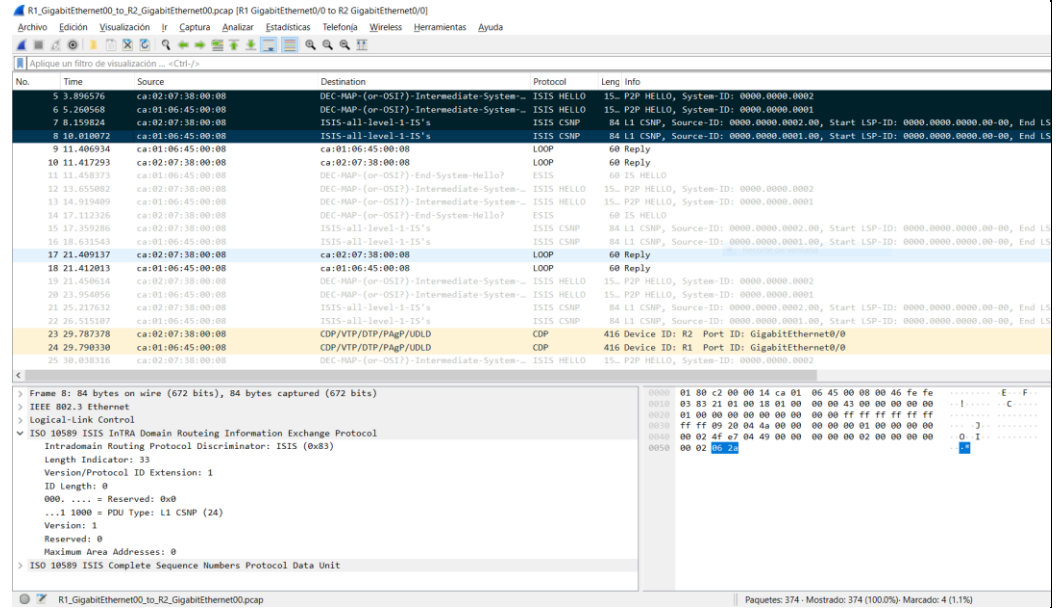 R1_GigabitEthernet00_to_R2_GigabitEthernet00.pcap [R1 GigabitEthernet0/0 to R2 GigabitEthernet0/0]
Archivo Edición Visualización Ir Captura Analizar Estadísticas Telefonía Wireless Herramientas Ayuda
Aplique un filtro de visualización ... <Ctrl-/>
No. Time Source Destination Protocol Leng Info
5 3.896576 ca:02:07:38:00:08 DEC-MAP-(or-OSI?)-Intermediate-System-… ISIS HELLO 15… P2P HELLO, System-ID: 0000.0000.0002
6 5.260568 ca:01:06:45:00:08 DEC-MAP-(or-OSI?)-Intermediate-System-… ISIS HELLO 15… P2P HELLO, System-ID: 0000.0000.0001
7 8.159824 ca:02:07:38:00:08 ISIS-all-level-1-IS's ISIS CSNP 84 L1 CSNP, Source-ID: 0000.0000.0002.00, Start LSP-ID: 0000.0000.0000.00-00, End LS
8 10.010072 ca:01:06:45:00:08 ISIS-all-level-1-IS's ISIS CSNP 84 L1 CSNP, Source-ID: 0000.0000.0001.00, Start LSP-ID: 0000.0000.0000.00-00, End LS
9 11.406934 ca:01:06:45:00:08 ca:01:06:45:00:08 LOOP 60 Reply
10 11.417293 ca:02:07:38:00:08 ca:02:07:38:00:08 LOOP 60 Reply
11 11.458373 ca:01:06:45:00:08 DEC-MAP-(or-OSI?)-End-System-Hello? ESIS 60 IS HELLO
12 13.655082 ca:02:07:38:00:08 DEC-MAP-(or-OSI?)-Intermediate-System-… ISIS HELLO 15… P2P HELLO, System-ID: 0000.0000.0002
13 14.919409 ca:01:06:45:00:08 DEC-MAP-(or-OSI?)-Intermediate-System-… ISIS HELLO 15… P2P HELLO, System-ID: 0000.0000.0001
14 17.112326 ca:02:07:38:00:08 DEC-MAP-(or-OSI?)-End-System-Hello? ESIS 60 IS HELLO
15 17.359286 ca:02:07:38:00:08 ISIS-all-level-1-IS's ISIS CSNP 84 L1 CSNP, Source-ID: 0000.0000.0002.00, Start LSP-ID: 0000.0000.0000.00-00, End LS
16 18.631543 ca:01:06:45:00:08 ISIS-all-level-1-IS's ISIS CSNP 84 L1 CSNP, Source-ID: 0000.0000.0001.00, Start LSP-ID: 0000.0000.0000.00-00, End LS
17 21.409137 ca:02:07:38:00:08 ca:02:07:38:00:08 LOOP 60 Reply
18 21.412013 ca:01:06:45:00:08 ca:01:06:45:00:08 LOOP 60 Reply
19 21.450614 ca:02:07:38:00:08 DEC-MAP-(or-OSI?)-Intermediate-System-… ISIS HELLO 15… P2P HELLO, System-ID: 0000.0000.0002
20 23.954056 ca:01:06:45:00:08 DEC-MAP-(or-OSI?)-Intermediate-System-… ISIS HELLO 15… P2P HELLO, System-ID: 0000.0000.0001
21 25.217632 ca:02:07:38:00:08 ISIS-all-level-1-IS's ISIS CSNP 84 L1 CSNP, Source-ID: 0000.0000.0002.00, Start LSP-ID: 0000.0000.0000.00-00, End LS
22 26.515107 ca:01:06:45:00:08 ISIS-all-level-1-IS's ISIS CSNP 84 L1 CSNP, Source-ID: 0000.0000.0001.00, Start LSP-ID: 0000.0000.0000.00-00, End LS
23 29.787378 ca:02:07:38:00:08 CDP/VTP/DTP/PAgP/UDLD CDP 416 Device ID: R2 Port ID: GigabitEthernet0/0
24 29.790330 ca:01:06:45:00:08 CDP/VTP/DTP/PAgP/UDLD CDP 416 Device ID: R1 Port ID: GigabitEthernet0/0
25 30.038316 ca:02:07:38:00:08 DEC-MAP-(or-OSI?)-Intermediate-System-… ISIS HELLO 15… P2P HELLO, System-ID: 0000.0000.0002
Frame 8: 84 bytes on wire (672 bits), 84 bytes captured (672 bits)
IEEE 802.3 Ethernet
Logical-Link Control
ISO 10589 ISIS InTRA Domain Routeing Information Exchange Protocol
Intradomain Routing Protocol Discriminator: ISIS (0x83)
Length Indicator: 33
Version/Protocol ID Extension: 1
ID Length: 0
000. .... = Reserved: 0x0
...1 1000 = PDU Type: L1 CSNP (24)
Version: 1
Reserved: 0
Maximum Area Addresses: 0
ISO 10589 ISIS Complete Sequence Numbers Protocol Data Unit
0000 01 80 c2 00 00 14 ca 01 06 45 00 08 00 46 fe fe ·········E···F··
0010 03 83 21 01 00 18 01 00 00 00 43 00 00 00 00 00 ··!·······C·····
0020 01 00 00 00 00 00 00 00 00 00 ff ff ff ff ff ff ················
0030 ff ff 09 20 04 4a 00 00 00 00 00 01 00 00 00 00 ··· ·J··········
0040 00 02 4f e7 04 49 00 00 00 00 00 02 00 00 00 00 ··O··I··········
0050 00 02 06 2a ···*
R1_GigabitEthernet00_to_R2_GigabitEthernet00.pcap
Paquetes: 374 · Mostrado: 374 (100.0%)· Marcado: 4 (1.1%)